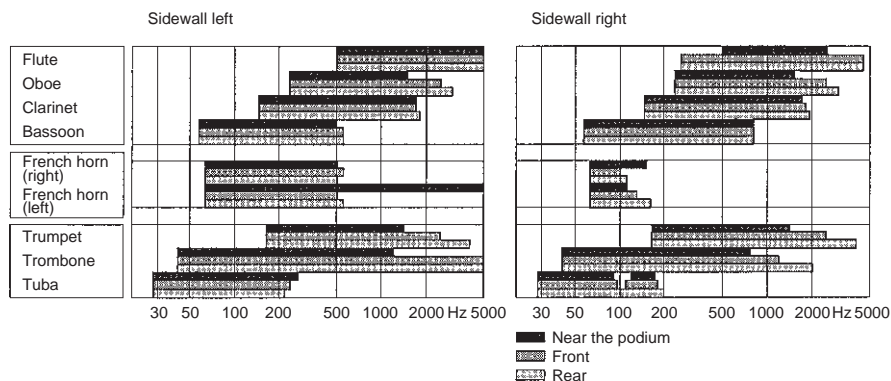 Sidewall left
Sidewall right
Flute
Oboe
Clarinet
Bassoon
French horn
(right)
French horn
(left)
Trumpet
Trombone
Tuba
30 50 100 200 500 1000 2000 Hz 5000
30 50 100 200 500 1000 2000 Hz 5000
Near the podium
Front
Rear